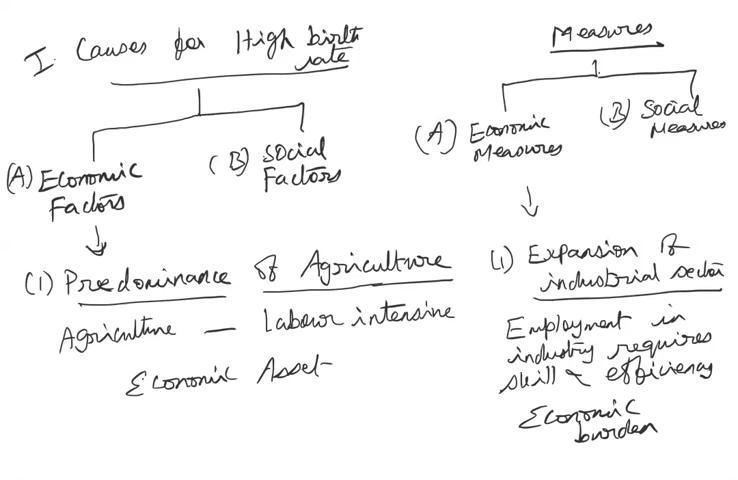 I. Causes for High birth
rate
(A) Economic
Factors
(B) Social
Factors
(1) Predominance of Agriculture
Agriculture — Labour intensive
Economic Asset
Measures
(A) Economic
Measures
(B) Social
Measures
(1) Expansion of
industrial sector
Employment in
industry requires
skill & efficiency
Economic
burden